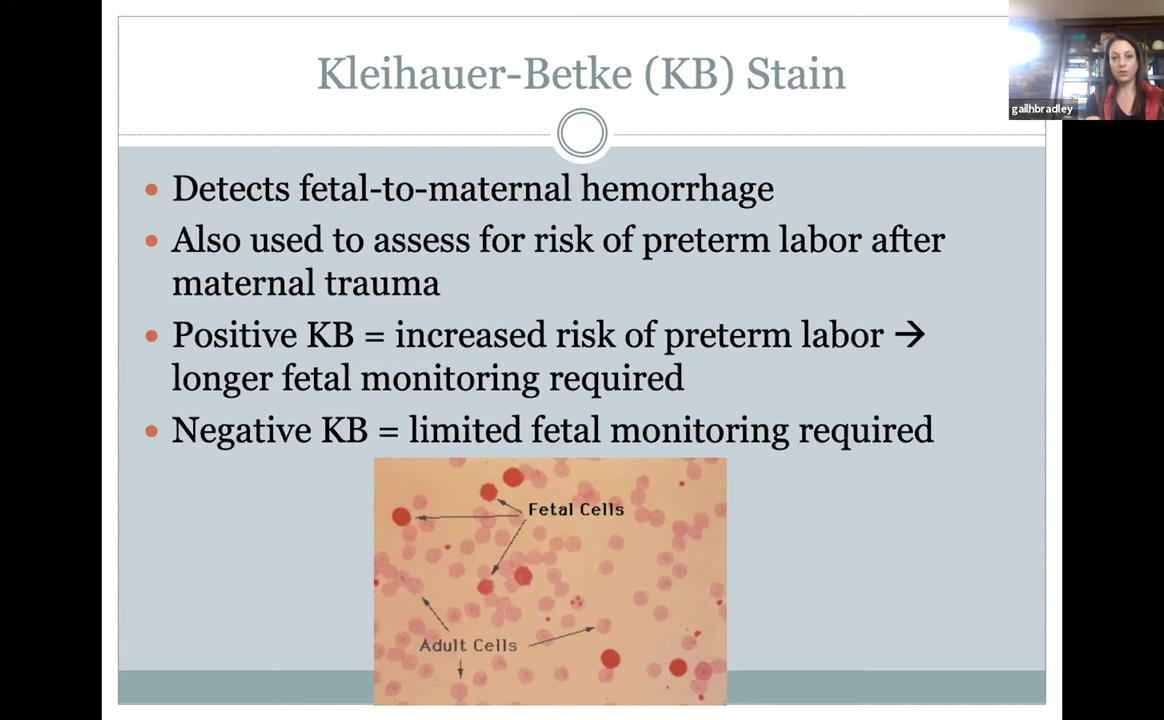 Kleihauer-Betke (KB) Stain
gailhbradley
• Detects fetal-to-maternal hemorrhage
• Also used to assess for risk of preterm labor after
maternal trauma
• Positive KB = increased risk of preterm labor →
longer fetal monitoring required
• Negative KB = limited fetal monitoring required
Fetal Cells
Adult Cells